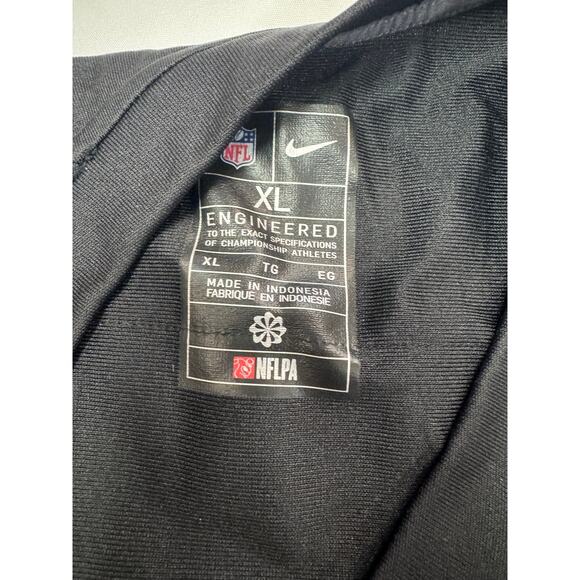 NFL
XL
ENGINEERED
TO THE EXACT SPECIFICATIONS
OF CHAMPIONSHIP ATHLETES
XL TG EG
MADE IN INDONESIA
FABRIQUE EN INDONESIE
NFLPA